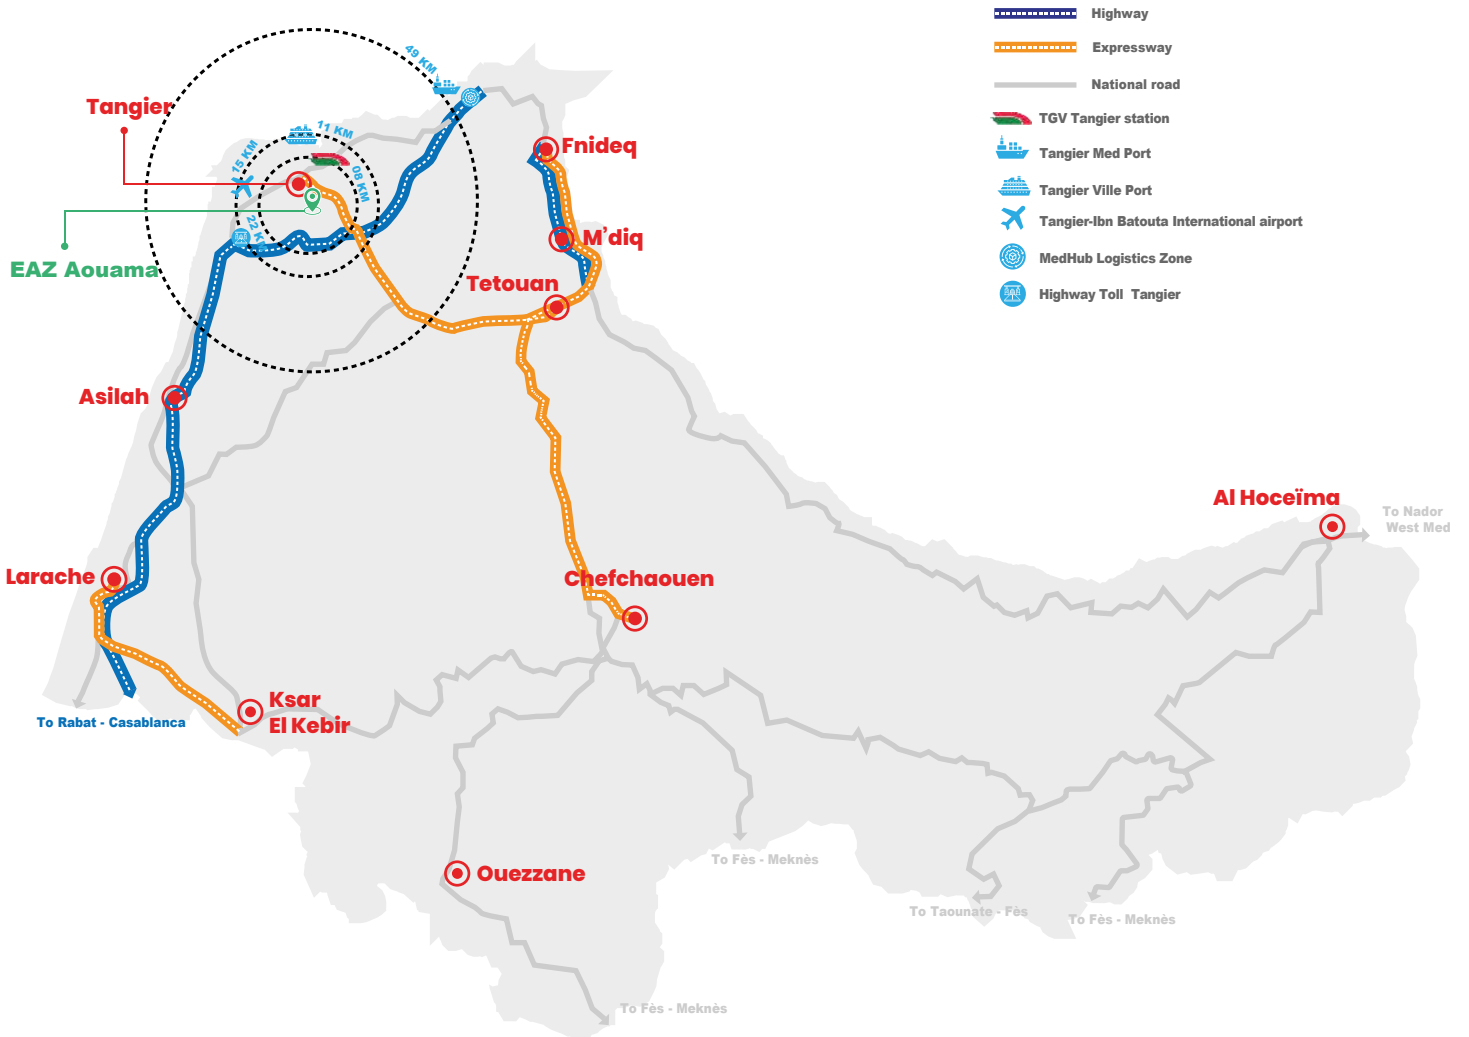 Highway
Expressway
National road
TGV Tangier station
Tangier Med Port
Tangier Ville Port
Tangier-Ibn Batouta International airport
MedHub Logistics Zone
Highway Toll Tangier
49 KM
Tangier
11 KM
15 KM
08 KM
22 KM
EAZ Aouama
Fnideq
M’diq
Tetouan
Asilah
Larache
Chefchaouen
Al Hoceïma
To Nador
West Med
Ksar
El Kebir
To Rabat - Casablanca
Ouezzane
To Fès - Meknès
To Taounate - Fès
To Fès - Meknès
To Fès - Meknès